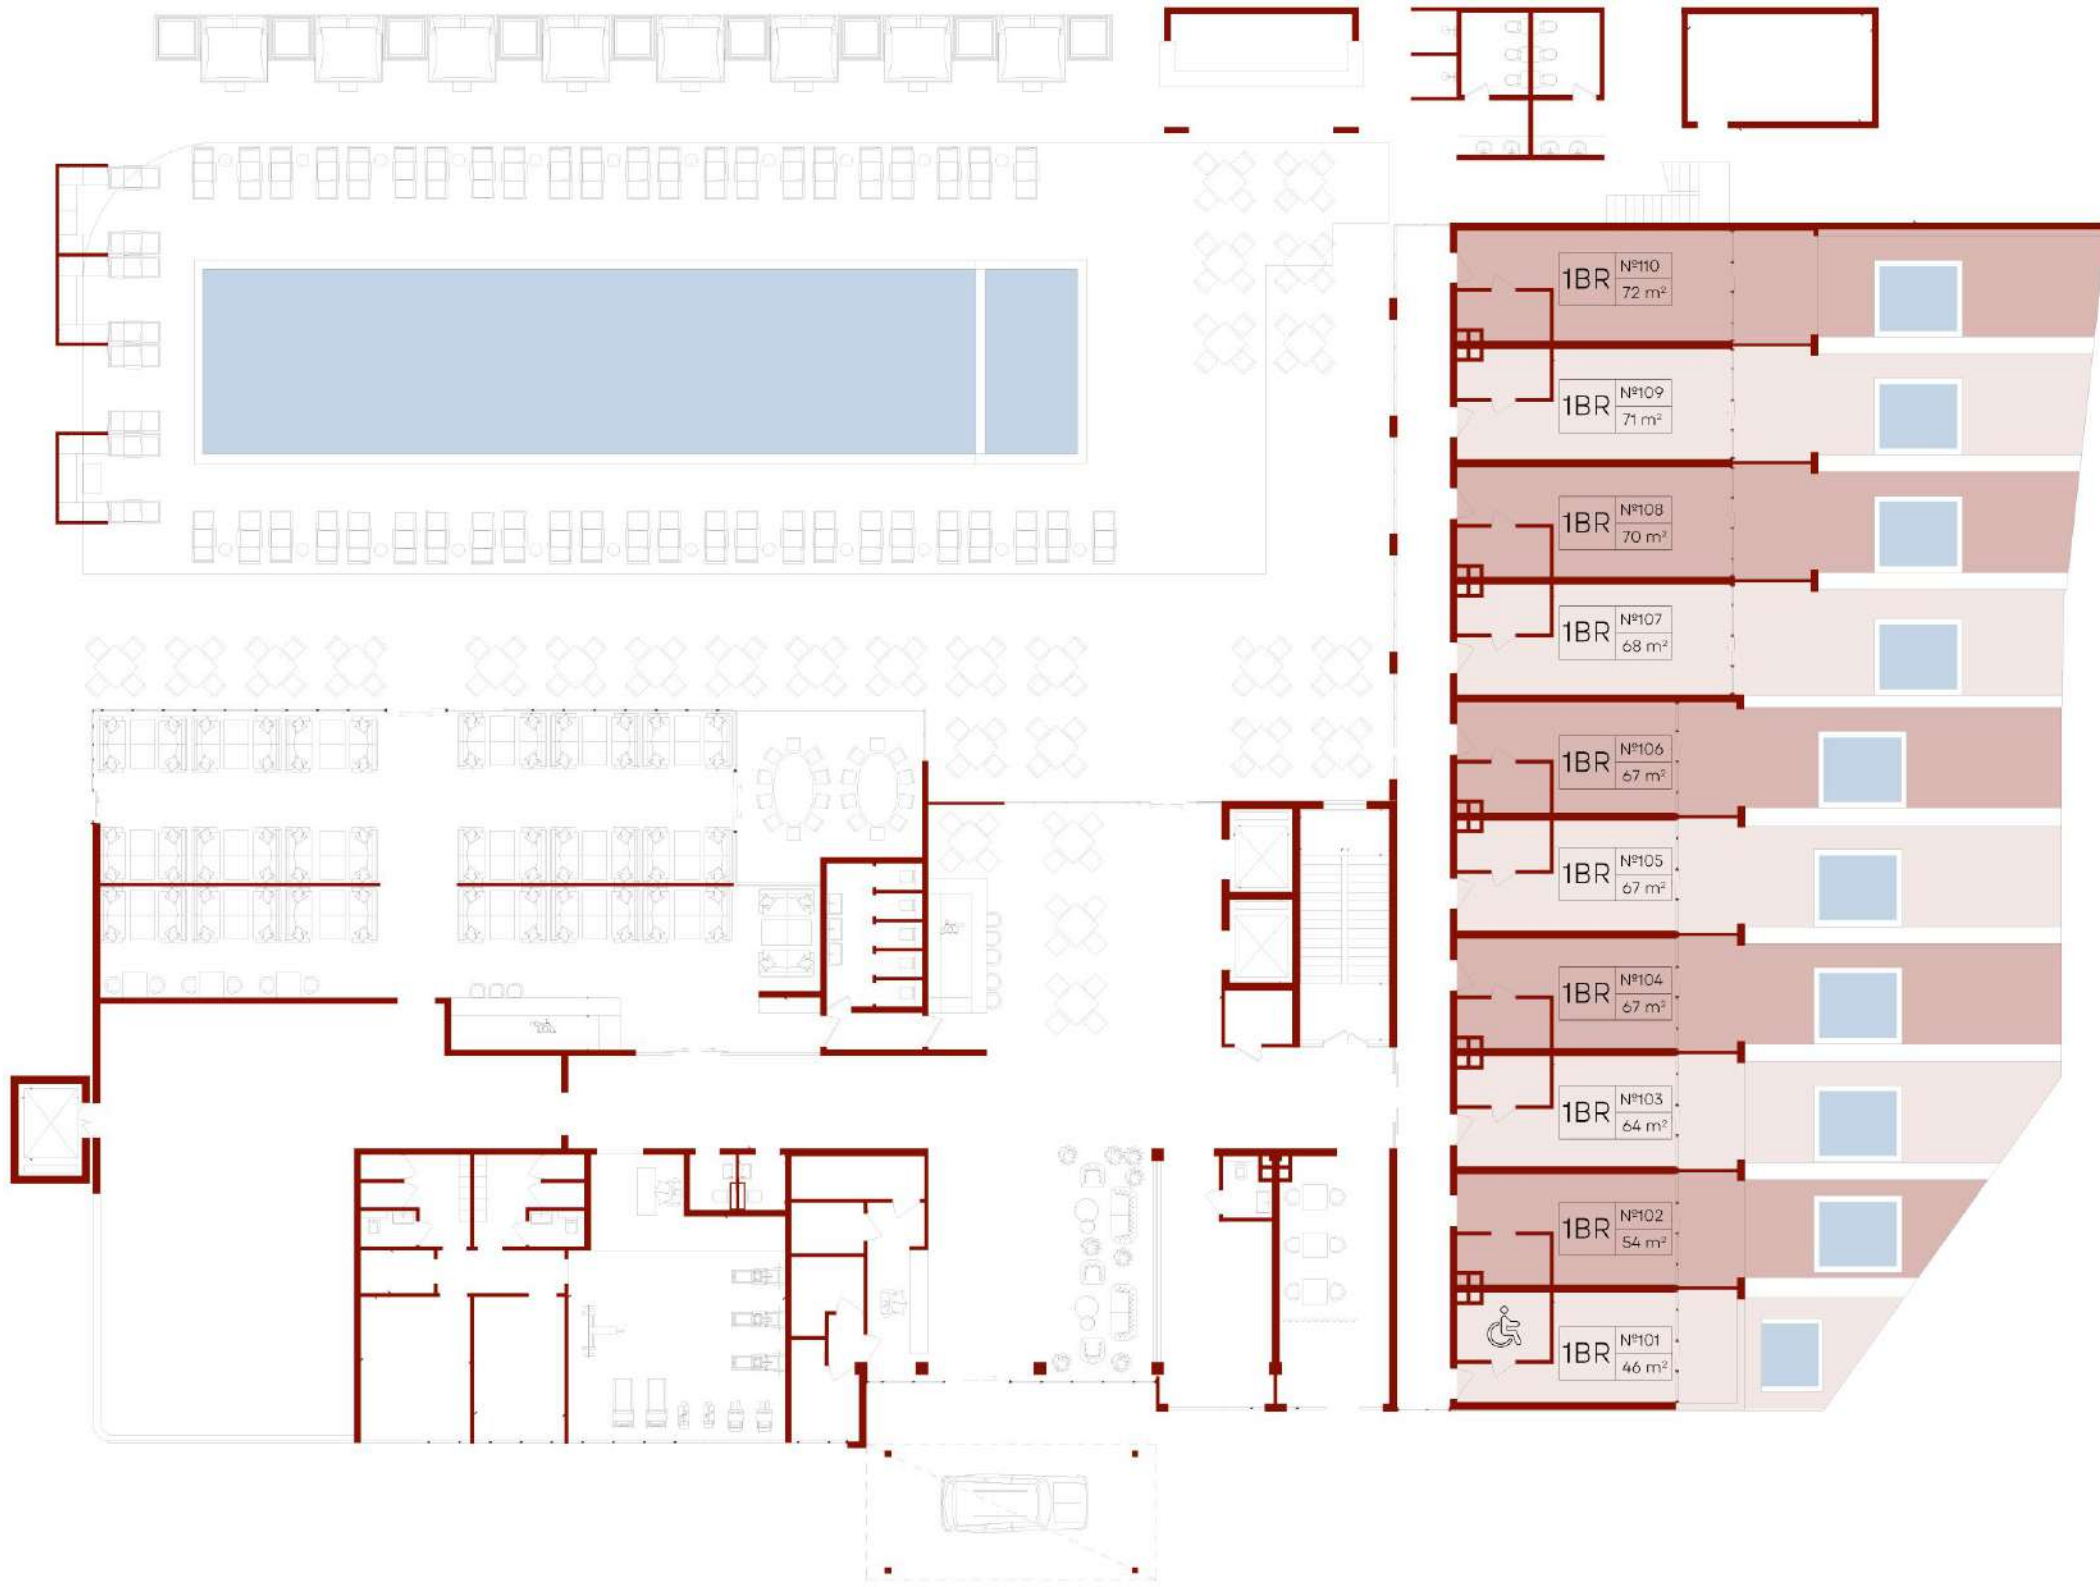 1BR №110
72 m²
1BR №109
71 m²
1BR №108
70 m²
1BR №107
68 m²
1BR №106
67 m²
1BR №105
67 m²
1BR №104
67 m²
1BR №103
64 m²
1BR №102
54 m²
1BR №101
46 m²